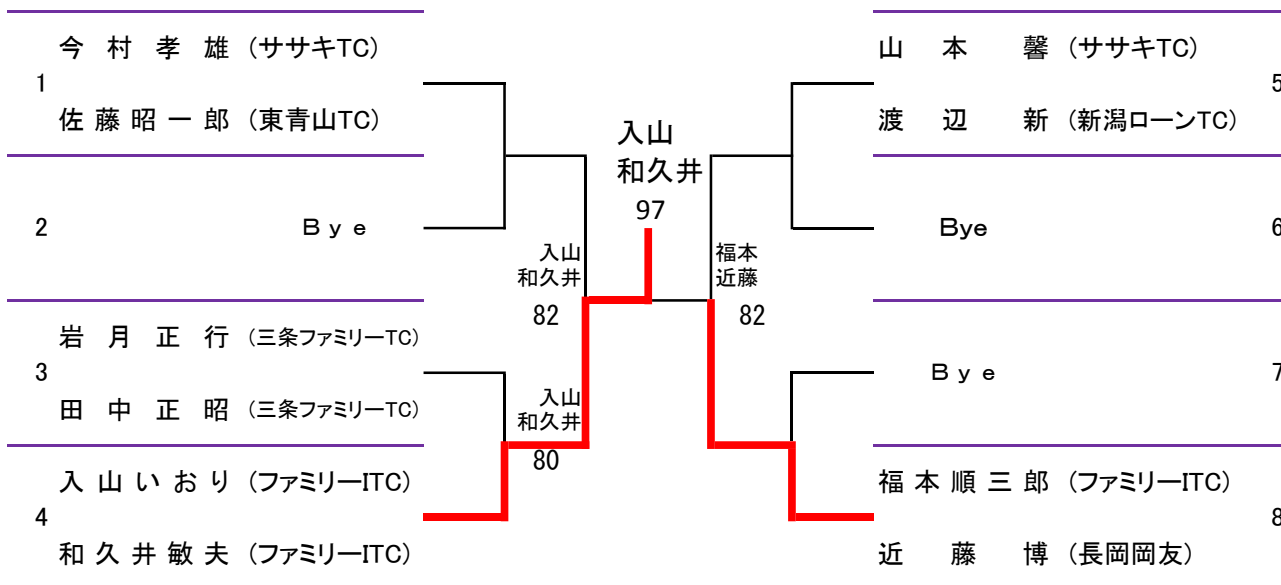 今村孝雄 (ササキTC)
1
佐藤昭一郎 (東青山TC)
2 Bye
岩月正行 (三条ファミリーTC)
3
田中正昭 (三条ファミリーTC)
入山いおり (ファミリーITC)
4
和久井敏夫 (ファミリーITC)
入山
和久井
82
入山
和久井
80
入山
和久井
97
福本
近藤
82
山本馨 (ササキTC)
5
渡辺新 (新潟ローンTC)
Bye 6
Bye 7
福本順三郎 (ファミリーITC)
8
近藤博 (長岡岡友)